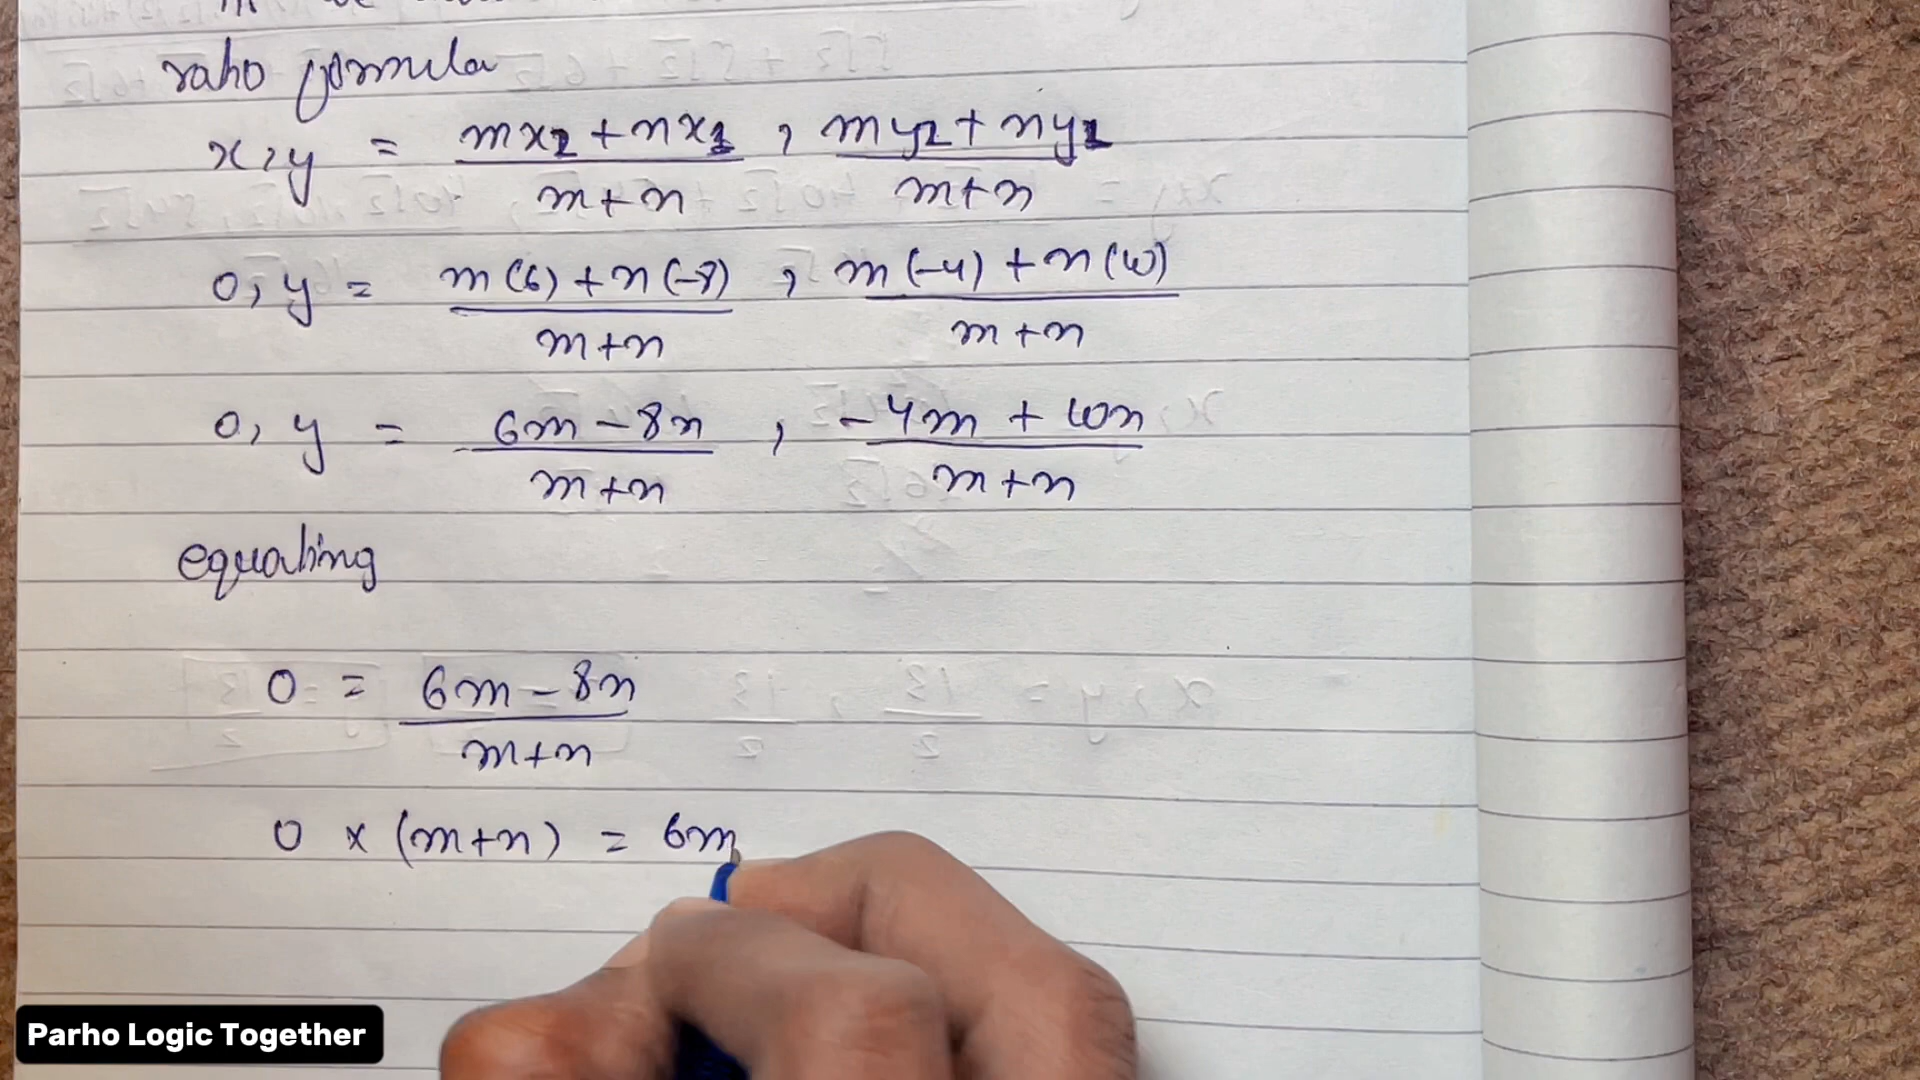 ratio formula
x, y = mx2 + nx1 / m+n , my2 + ny1 / m+n
0, y = m(6) + n(-8) / m+n , m(-4) + n(10) / m+n
0, y = 6m - 8n / m+n , -4m + 10n / m+n
equating
0 = 6m - 8n / m+n
0 × (m+n) = 6m
Parho Logic Together